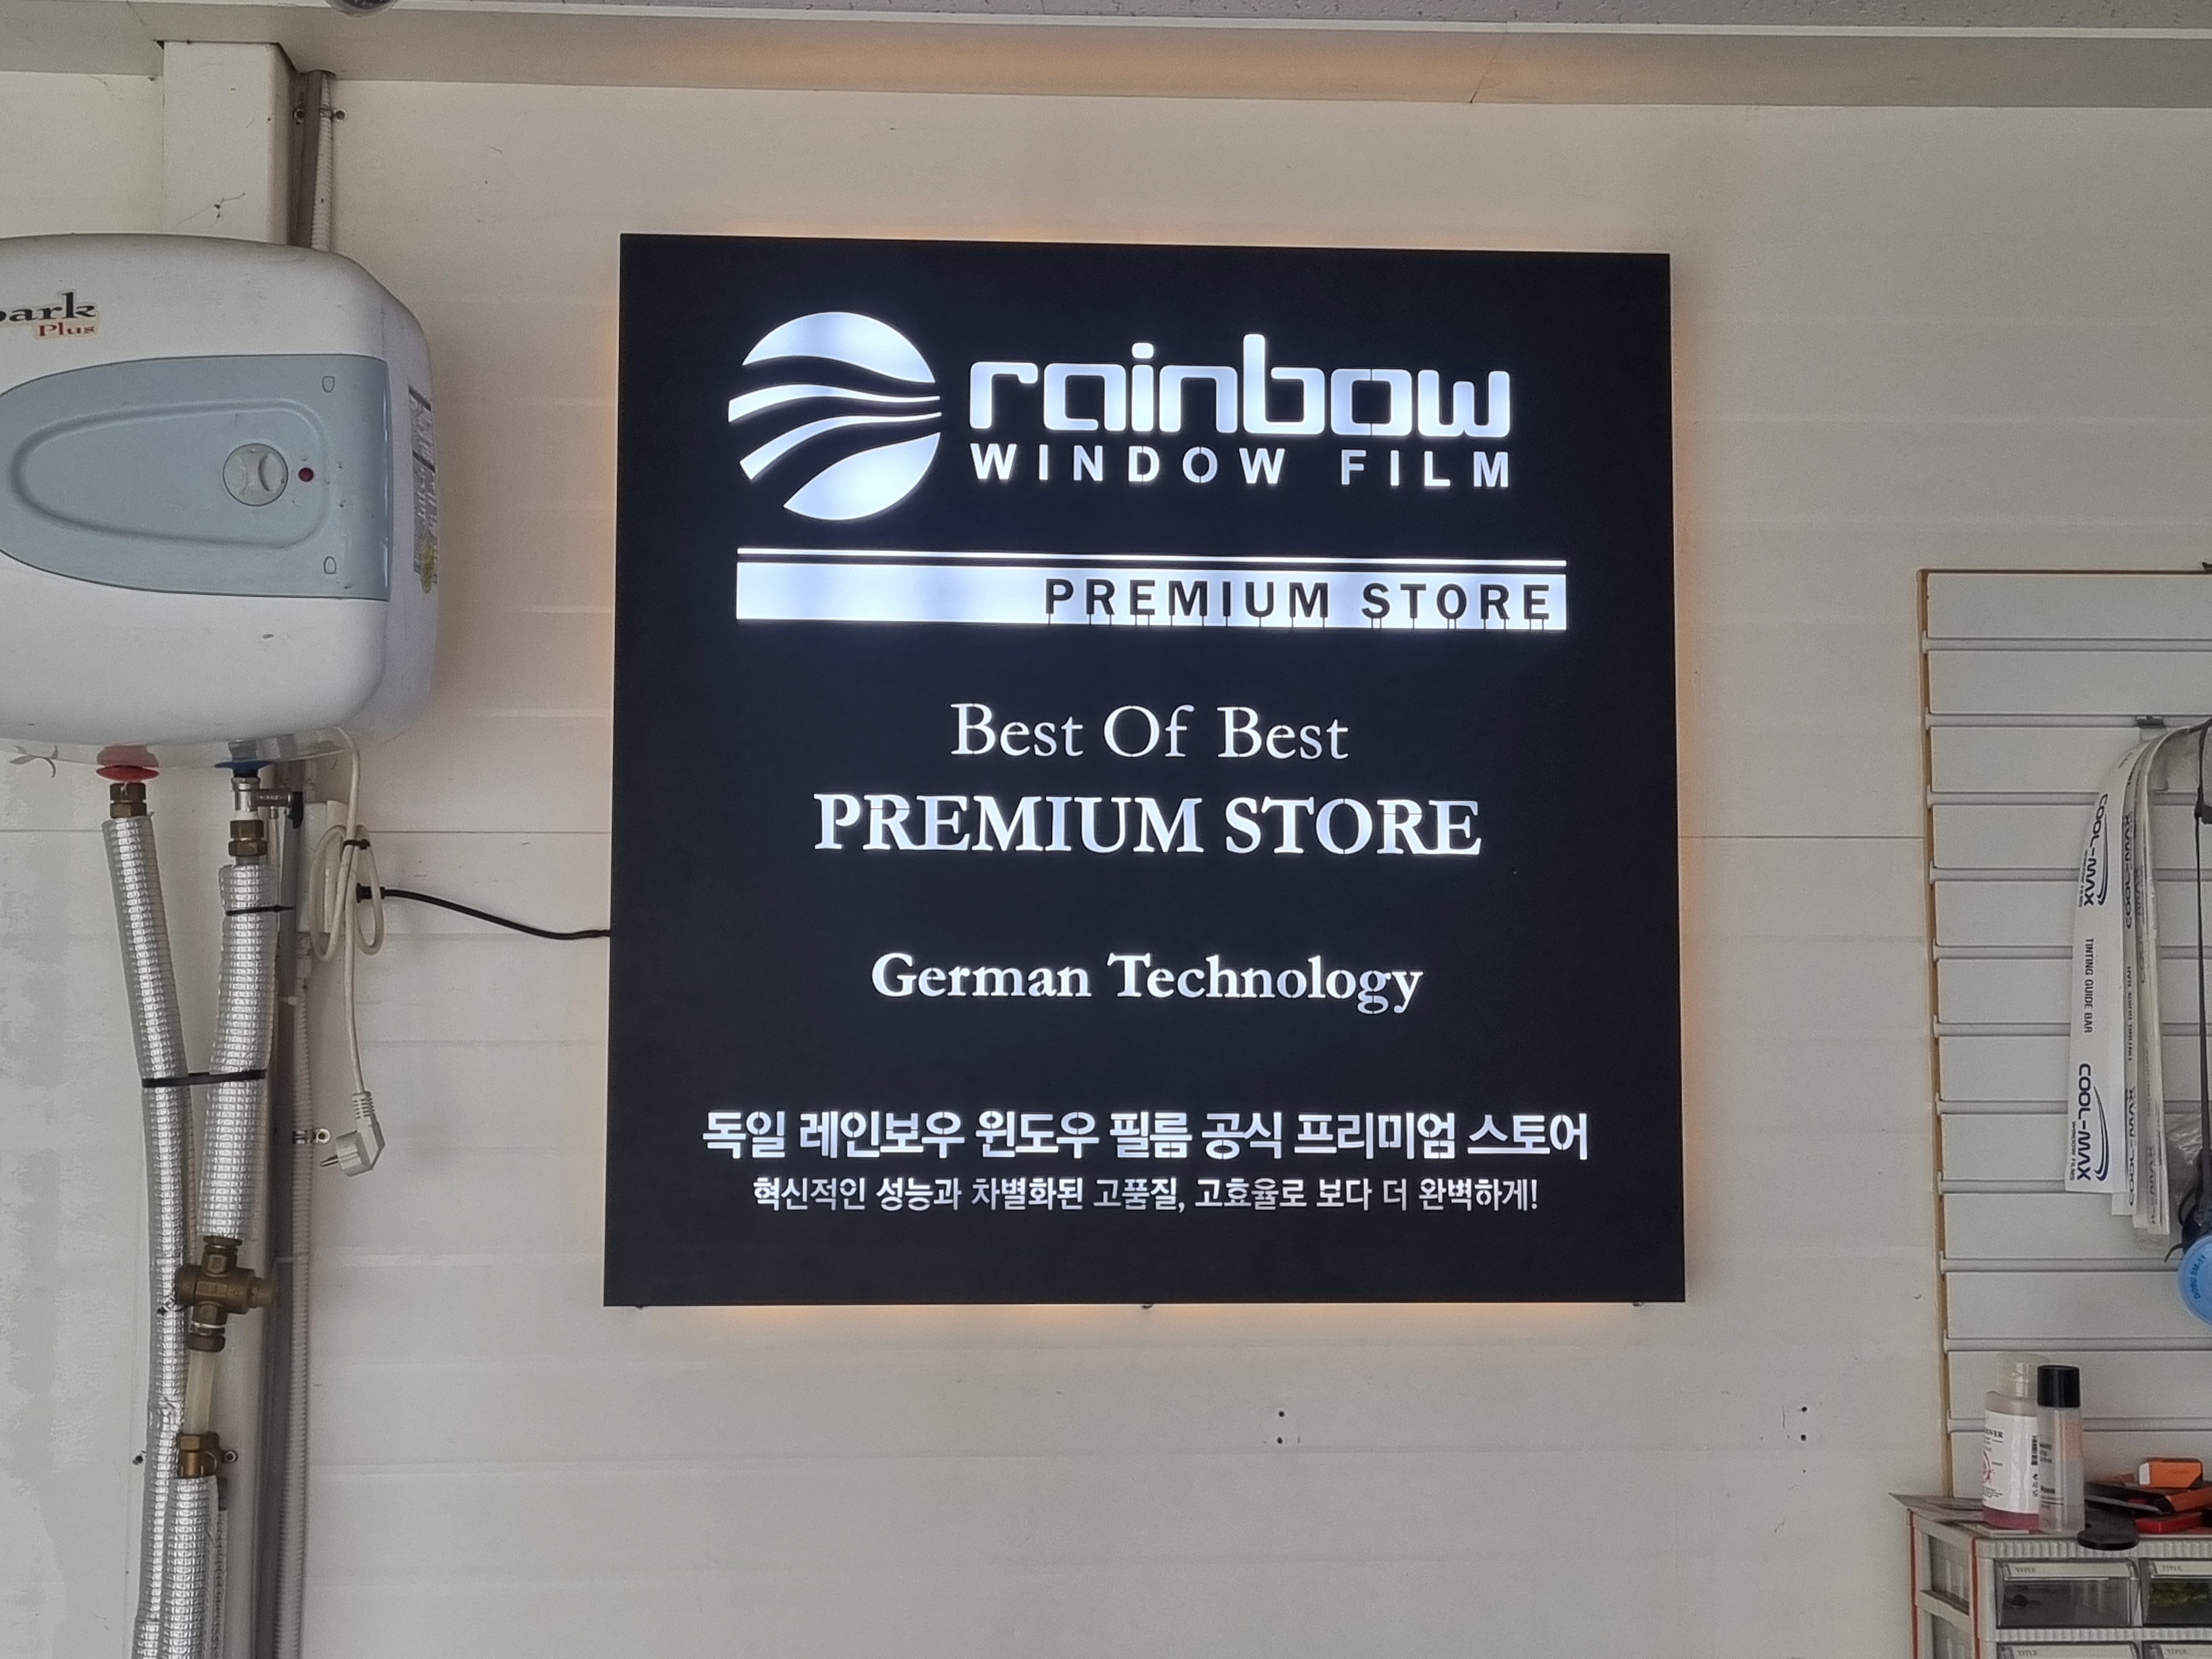 Plus
rainbow
WINDOW FILM
PREMIUM STORE
Best Of Best
PREMIUM STORE
German Technology
독일 레인보우 윈도우 필름 공식 프리미엄 스토어
혁신적인 성능과 차별화된 고품질, 고효율로 보다 더 완벽하게!
COOL-MAX
TINTING GUIDE BAR
COOL-MAX